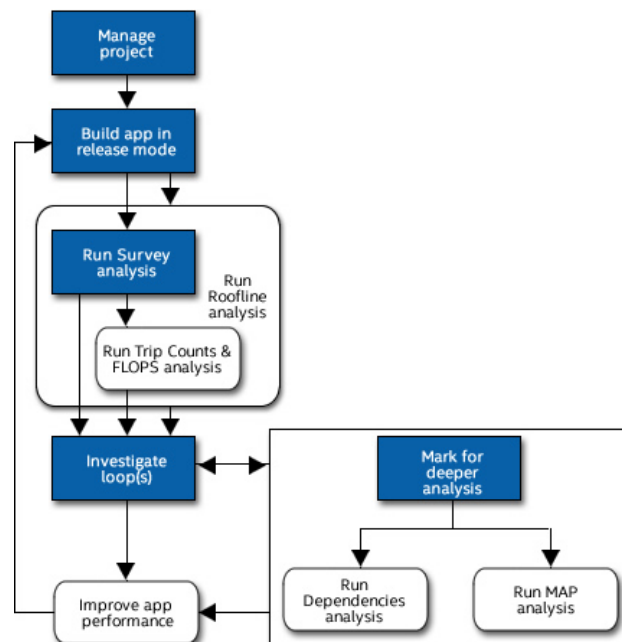 Manage
project
Build app in
release mode
Run Survey
analysis
Run
Roofline
analysis
Run Trip Counts &
FLOPS analysis
Investigate
loop(s)
Mark for
deeper
analysis
Run
Dependencies
analysis
Run MAP
analysis
Improve app
performance